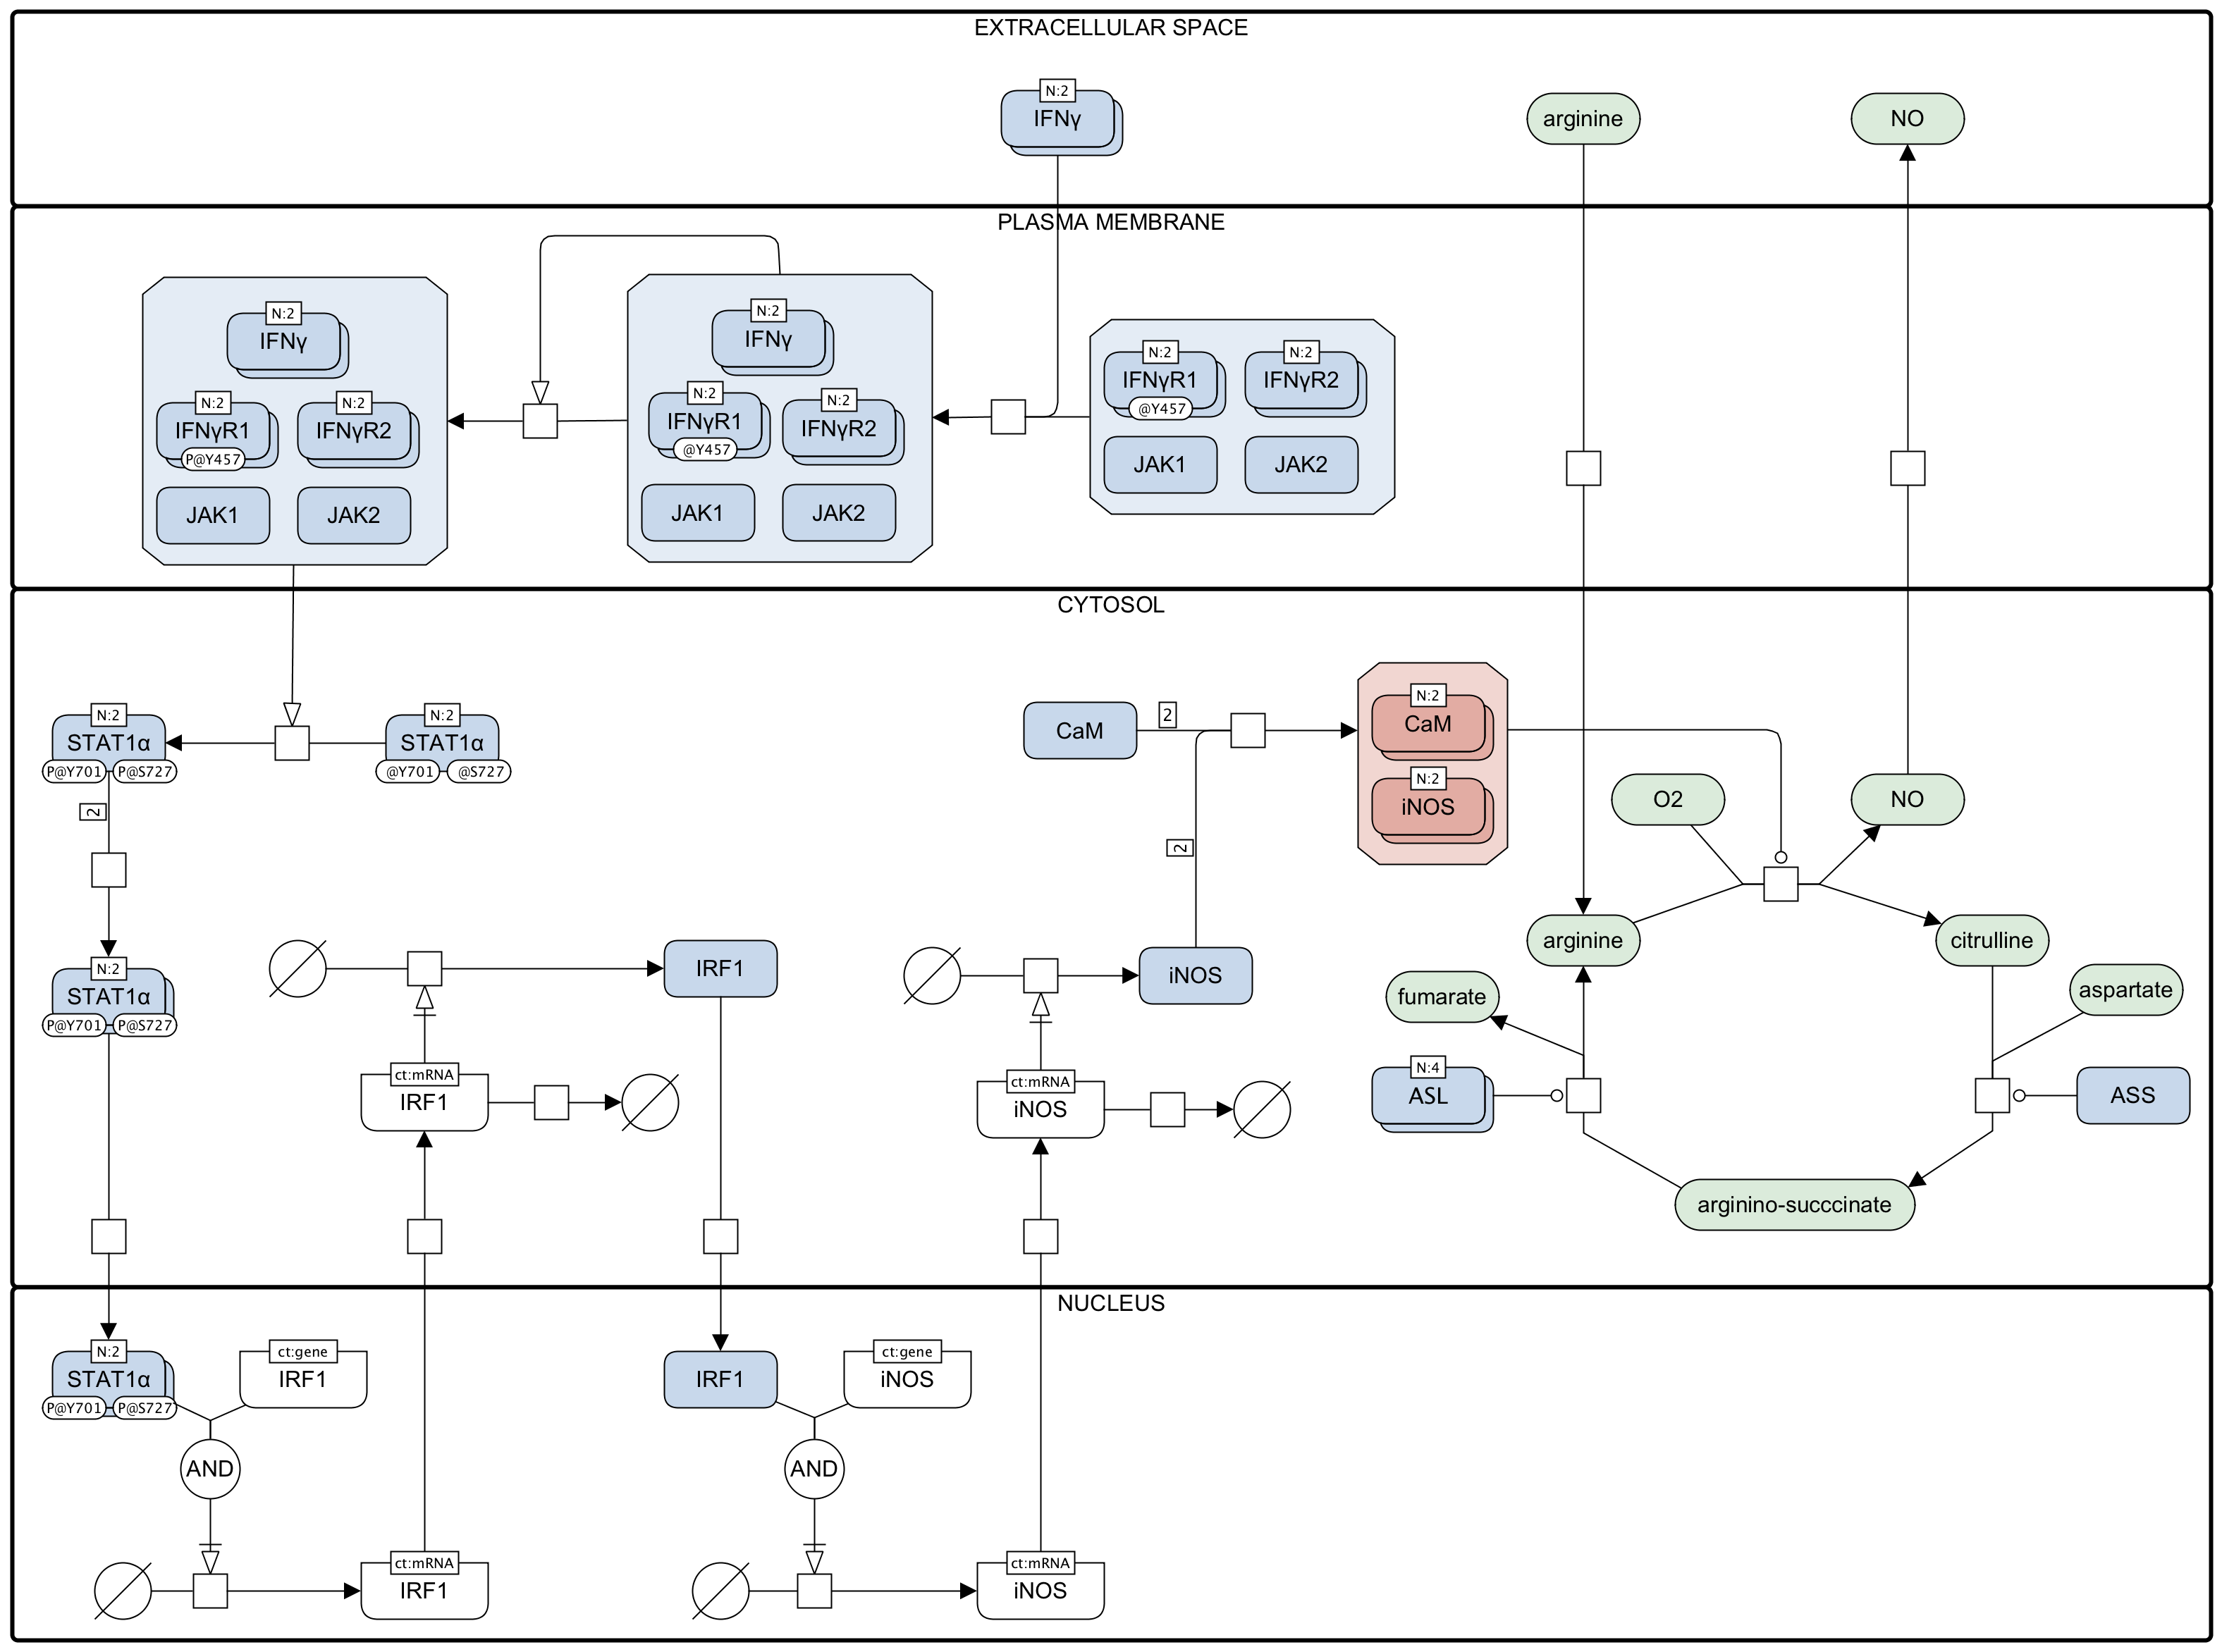 EXTRACELLULAR SPACE
N:2
IFNγ
arginine
NO
PLASMA MEMBRANE
N:2
IFNγ
N:2
IFNγR1
P@Y457
N:2
IFNγR2
JAK1
JAK2
N:2
IFNγ
N:2
IFNγR1
@Y457
N:2
IFNγR2
JAK1
JAK2
N:2
IFNγR1
@Y457
N:2
IFNγR2
JAK1
JAK2
CYTOSOL
N:2
STAT1α
P@Y701
P@S727
N:2
STAT1α
@Y701
@S727
2
CaM
2
N:2
CaM
N:2
iNOS
2
O2
NO
N:2
STAT1α
P@Y701
P@S727
IRF1
iNOS
arginine
citrulline
fumarate
aspartate
ct:mRNA
IRF1
ct:mRNA
iNOS
N:4
ASL
ASS
arginino-succcinate
NUCLEUS
N:2
STAT1α
P@Y701
P@S727
ct:gene
IRF1
IRF1
ct:gene
iNOS
AND
AND
ct:mRNA
IRF1
ct:mRNA
iNOS